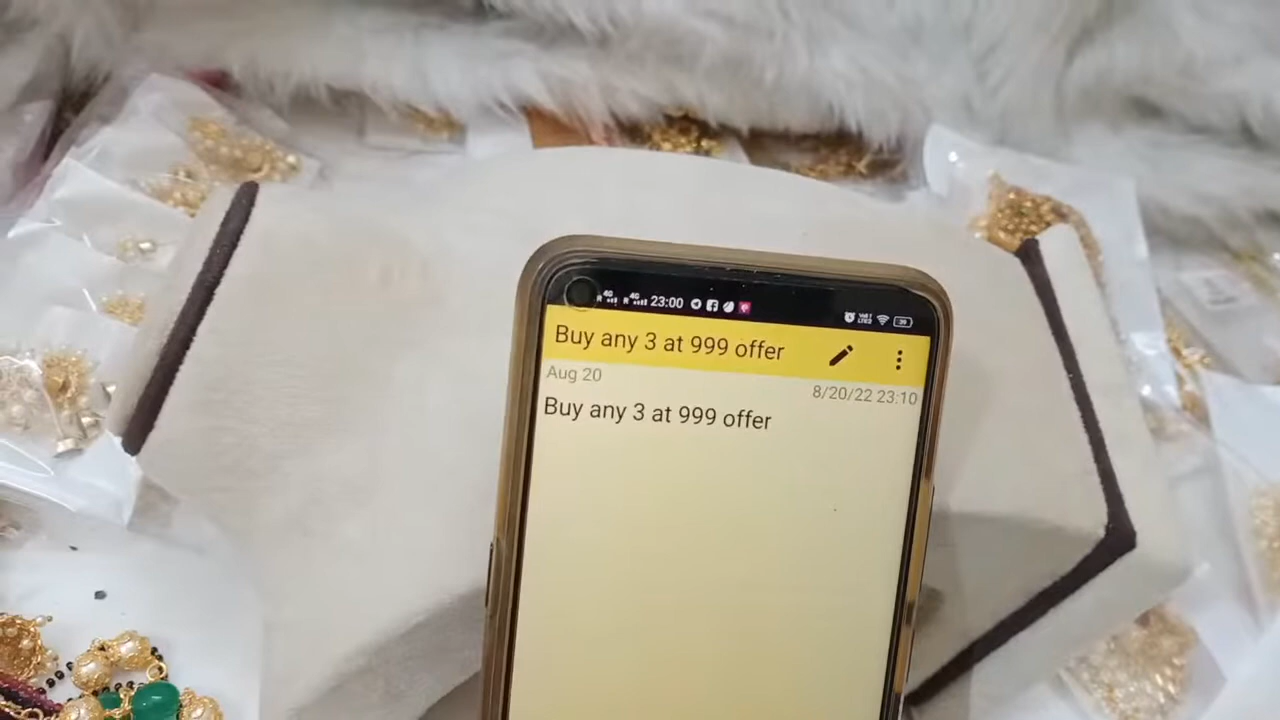 23:00
Buy any 3 at 999 offer
Aug 20
8/20/22 23:10
Buy any 3 at 999 offer